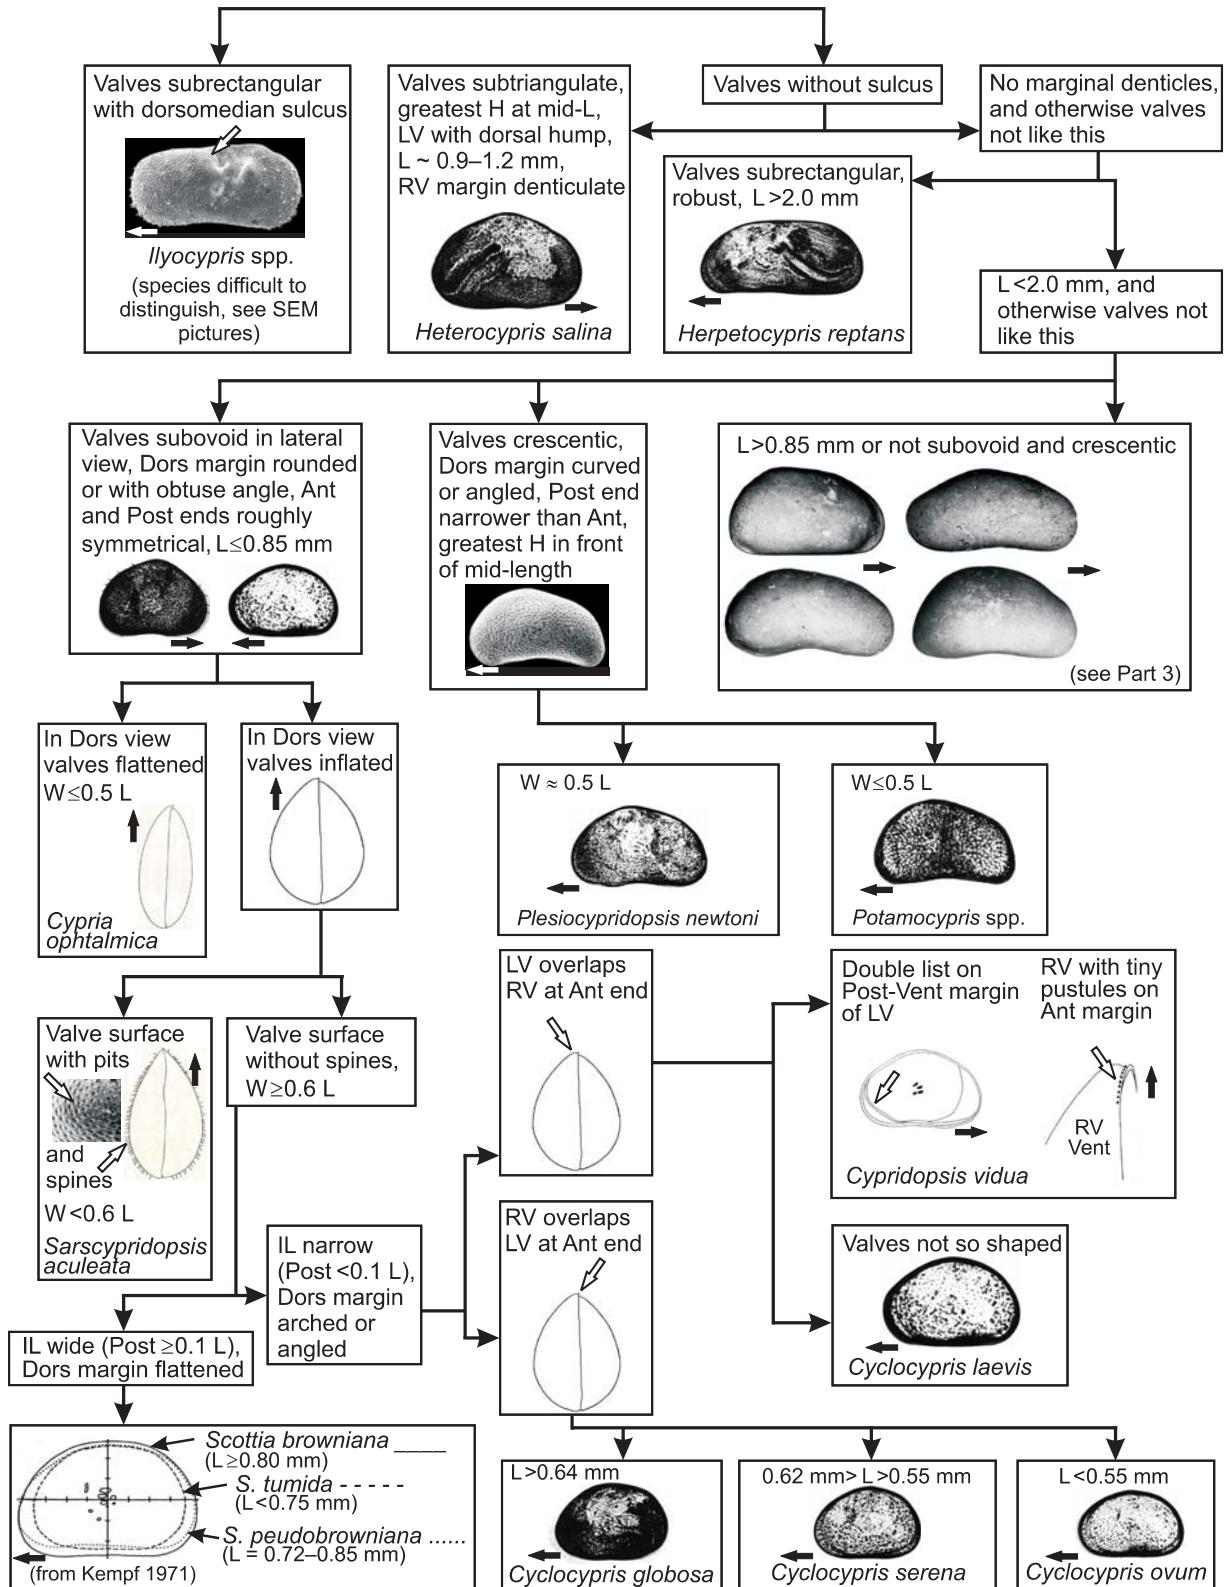 Valves subrectangular
with dorsomedian sulcus
Ilyocypris spp.
(species difficult to
distinguish, see SEM
pictures)
Valves subtriangulate,
greatest H at mid-L,
LV with dorsal hump,
L ~ 0.9–1.2 mm,
RV margin denticulate
Heterocypris salina
Valves without sulcus
No marginal denticles,
and otherwise valves
not like this
Valves subrectangular,
robust, L>2.0 mm
Herpetocypris reptans
L<2.0 mm, and
otherwise valves not
like this
Valves subovoid in lateral
view, Dors margin rounded
or with obtuse angle, Ant
and Post ends roughly
symmetrical, L≤0.85 mm
Valves crescentic,
Dors margin curved
or angled, Post end
narrower than Ant,
greatest H in front
of mid-length
L>0.85 mm or not subovoid and crescentic
(see Part 3)
In Dors view
valves flattened
W≤0.5 L
Cypria
ophtalmica
In Dors view
valves inflated
W ≈ 0.5 L
Plesiocypridopsis newtoni
W≤0.5 L
Potamocypris spp.
Valve surface
with pits
and
spines
W<0.6 L
Sarscypridopsis
aculeata
Valve surface
without spines,
W≥0.6 L
LV overlaps
RV at Ant end
Double list on
Post-Vent margin
of LV
RV with tiny
pustules on
Ant margin
RV
Vent
Cypridopsis vidua
IL narrow
(Post <0.1 L),
Dors margin
arched or
angled
RV overlaps
LV at Ant end
Valves not so shaped
Cyclocypris laevis
IL wide (Post ≥0.1 L),
Dors margin flattened
Scottia browniana ____
(L≥0.80 mm)
S. tumida - - - - -
(L<0.75 mm)
S. peudobrowniana ......
(L = 0.72–0.85 mm)
(from Kempf 1971)
L>0.64 mm
Cyclocypris globosa
0.62 mm> L>0.55 mm
Cyclocypris serena
L<0.55 mm
Cyclocypris ovum